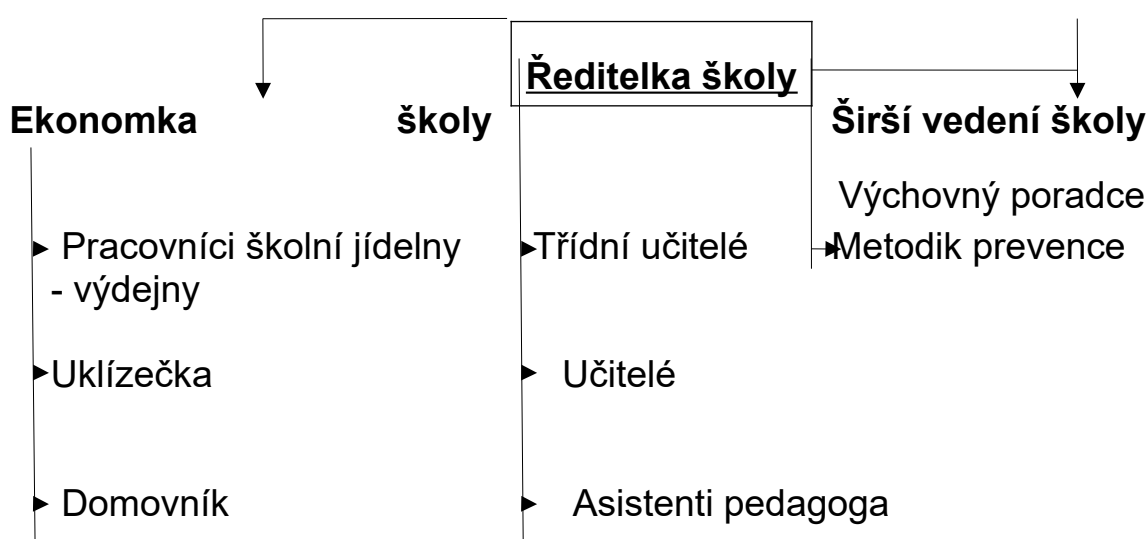 Ředitelka školy
Ekonomka školy
Širší vedení školy
Výchovný poradce
Pracovníci školní jídelny
- výdejny
Třídní učitelé
Metodik prevence
Uklízečka
Učitelé
Domovník
Asistenti pedagoga